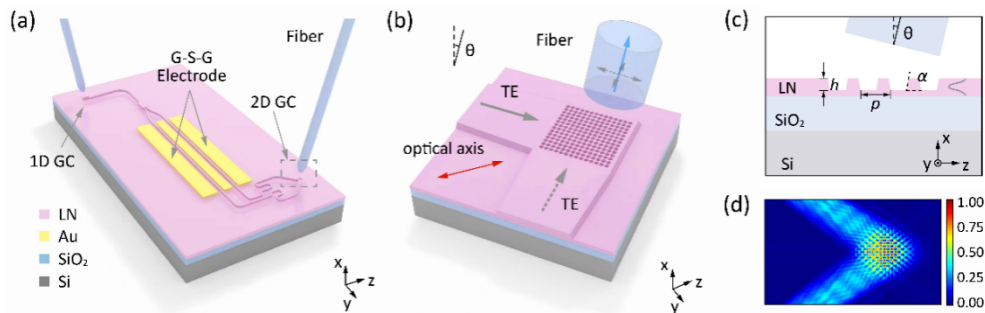 (a)
Fiber
G-S-G
Electrode
2D GC
1D GC
LN
Au
SiO₂
Si
x
z
y
(b)
θ
Fiber
TE
optical axis
TE
x
z
y
(c)
θ
LN
h
p
α
SiO₂
Si
x
y
z
(d)
1.00
0.75
0.50
0.25
0.00